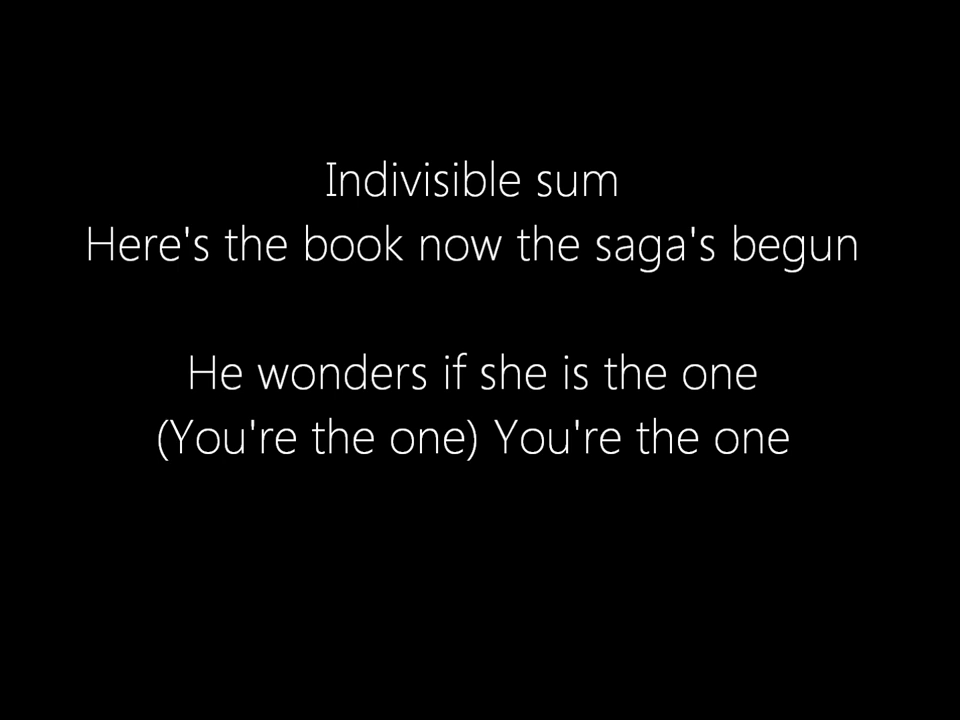 Indivisible sum
Here's the book now the saga's begun
He wonders if she is the one
(You're the one) You're the one